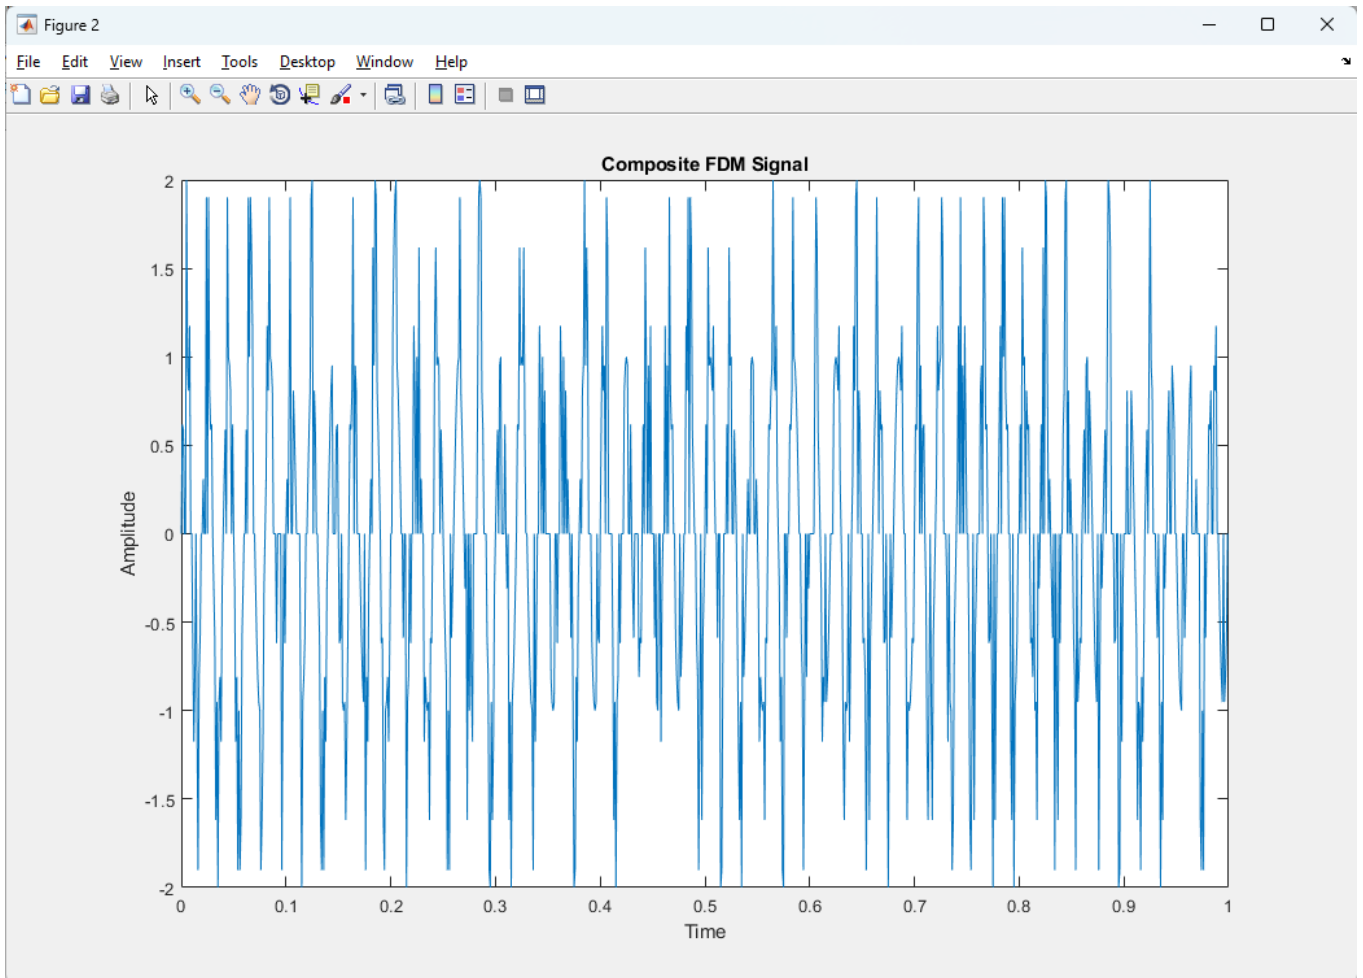 Figure 2
File Edit View Insert Tools Desktop Window Help
Composite FDM Signal
2
1.5
1
0.5
0
-0.5
-1
-1.5
-2
Amplitude
0 0.1 0.2 0.3 0.4 0.5 0.6 0.7 0.8 0.9 1
Time